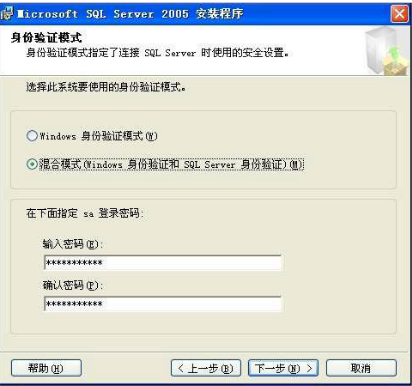 Microsoft SQL Server 2005 安装程序
身份验证模式
身份验证模式指定了连接 SQL Server 时使用的安全设置。
选择此系统要使用的身份验证模式。
Windows 身份验证模式(W)
混合模式(Windows 身份验证和 SQL Server 身份验证)(M)
在下面指定 sa 登录密码:
输入密码(E):
***********
确认密码(P):
***********
帮助(H)
< 上一步(B)
下一步(N) >
取消